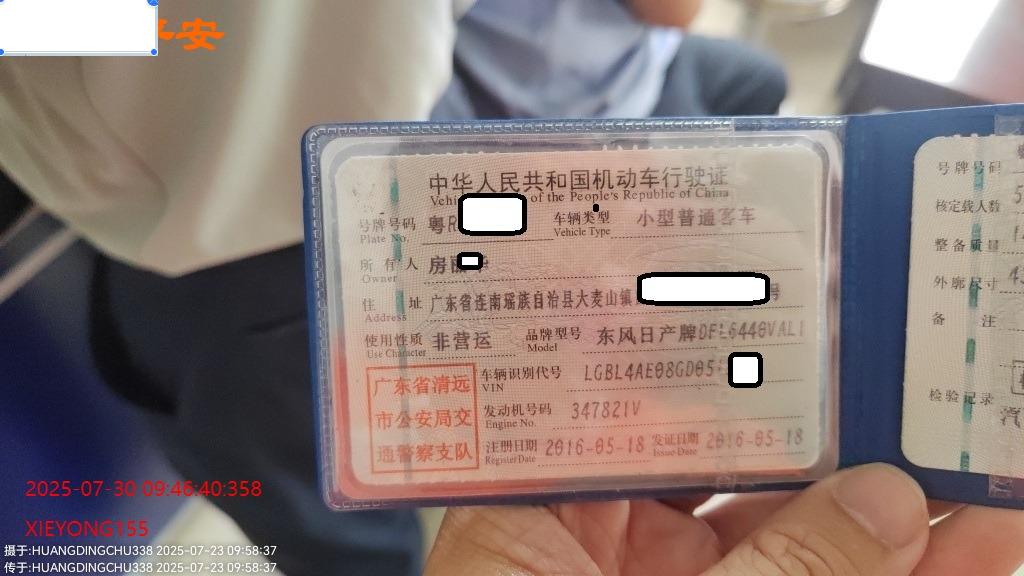 平安
中华人民共和国机动车行驶证
of the People's Republic of China
号牌号码 粤R 车辆类型 小型普通客车
Plate No. Vehicle Type
所有人 房
Owner
住址 广东省连南瑶族自治县大麦山镇 号
Address
使用性质 非营运 品牌型号 东风日产牌DFL6440VAL1
Use Character Model
广东省清远
市公安局交
通警察支队
车辆识别代号 LGBL4AE08GD05
VIN
发动机号码 347821V
Engine No.
注册日期 2016-05-18 发证日期 2016-05-18
Register Date Issue Date
号牌号码
核定载人数 5
整备质量
外廓尺寸
备注
检验记录
2025-07-30 09:46:40:358
XIEYONG155
摄于:HUANGDINGCHU338 2025-07-23 09:58:37
传于:HUANGDINGCHU338 2025-07-23 09:58:37